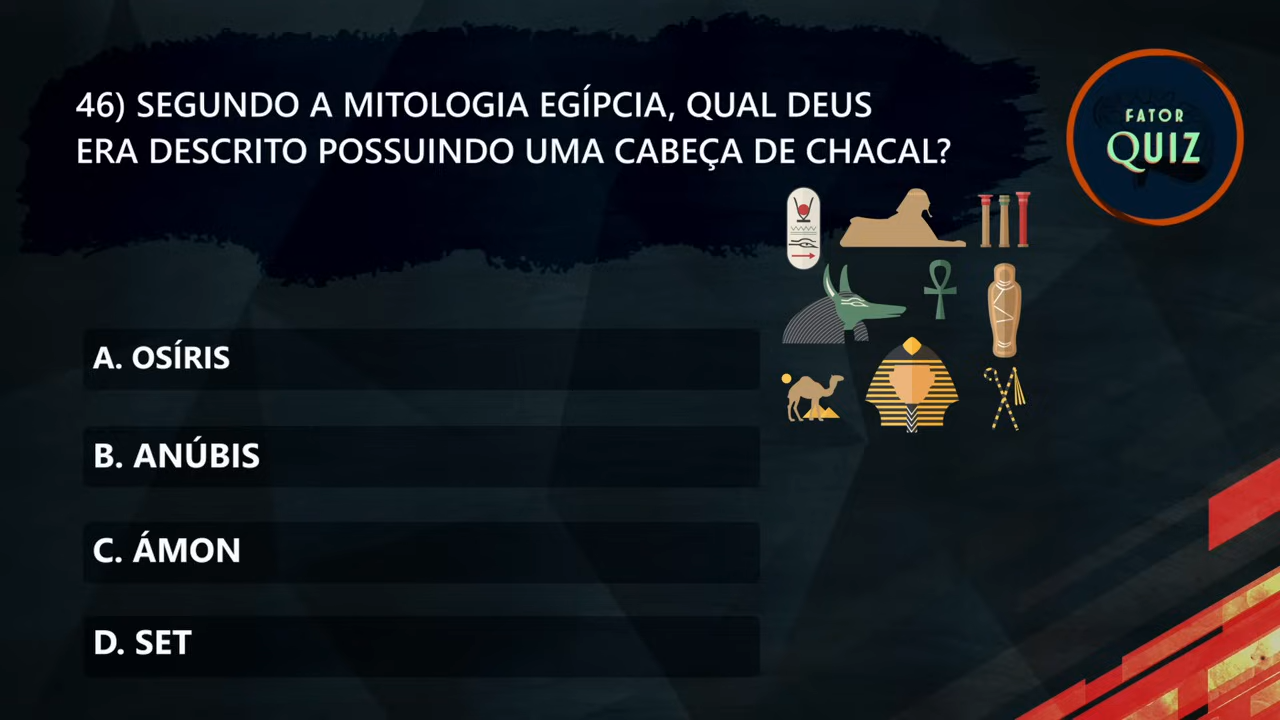 46) SEGUNDO A MITOLOGIA EGÍPCIA, QUAL DEUS
ERA DESCRITO POSSUINDO UMA CABEÇA DE CHACAL?
FATOR
QUIZ
A. OSÍRIS
B. ANÚBIS
C. ÁMON
D. SET